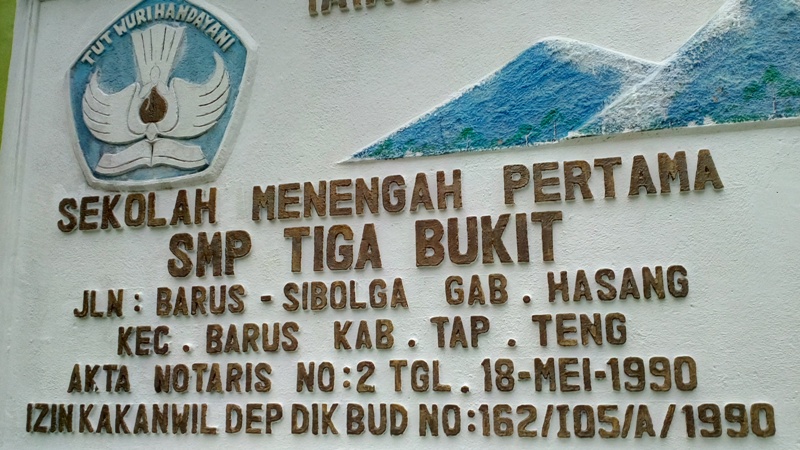 TUT WURI HANDAYANI
SEKOLAH MENENGAH PERTAMA
SMP TIGA BUKIT
JLN : BARUS - SIBOLGA GAB . HASANG
KEC . BARUS KAB . TAP . TENG
AKTA NOTARIS NO : 2 TGL . 18-MEI-1990
IZIN KAKANWIL DEP DIK BUD NO:162/I05/A/1990